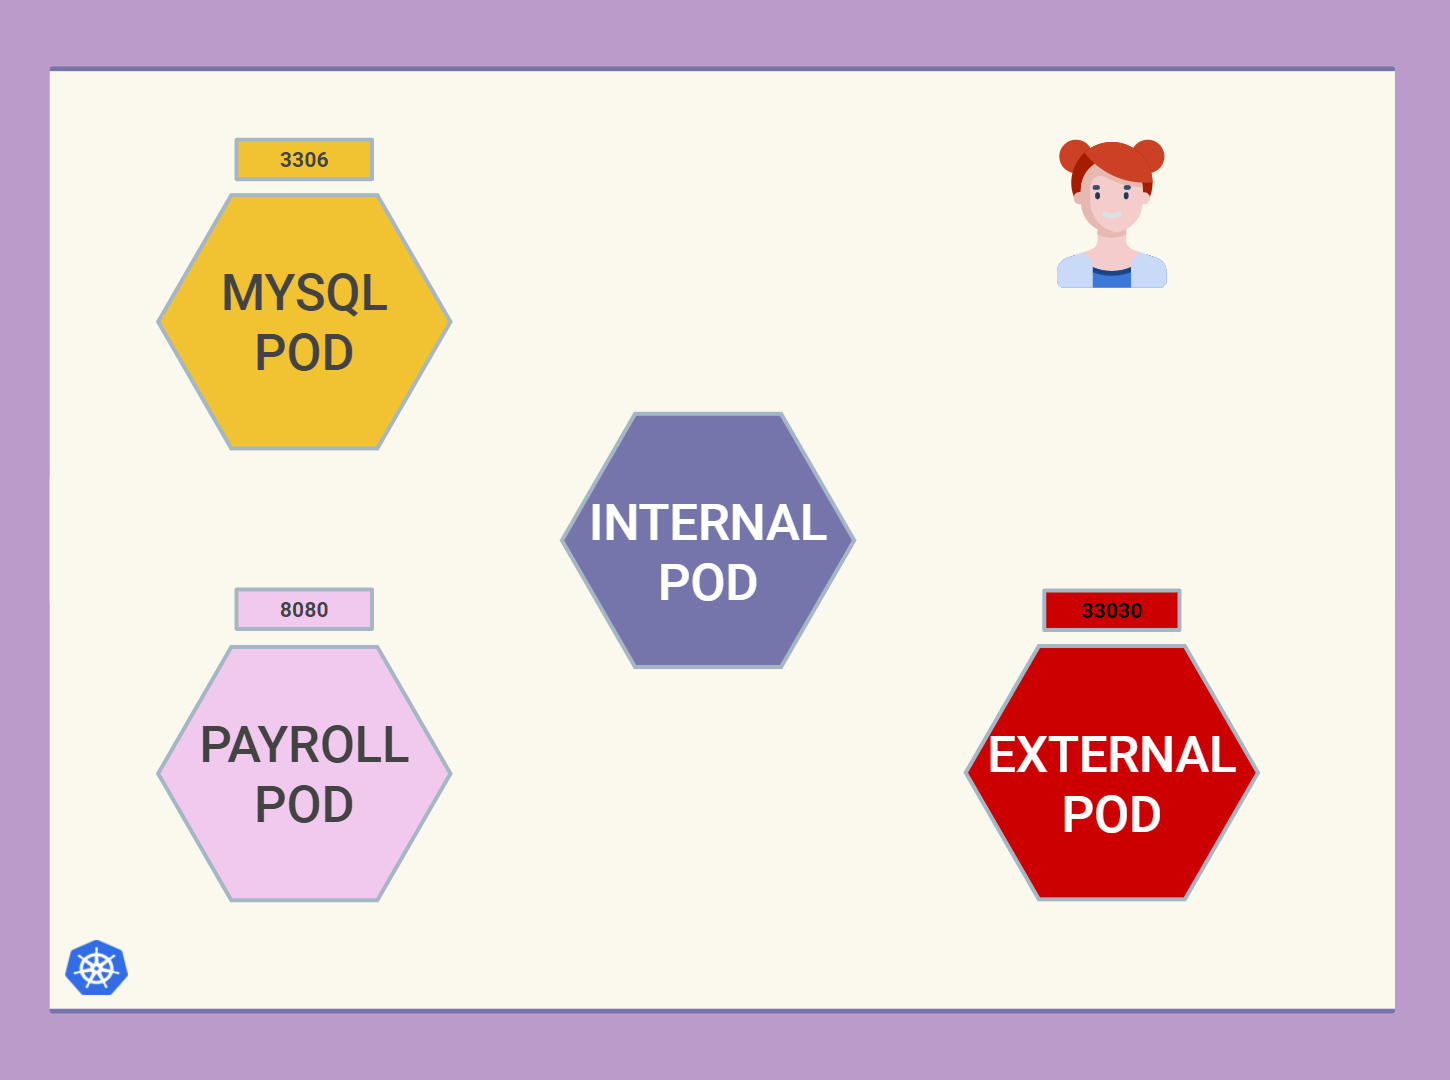 3306
MYSQL
POD
INTERNAL
POD
8080
PAYROLL
POD
33030
EXTERNAL
POD